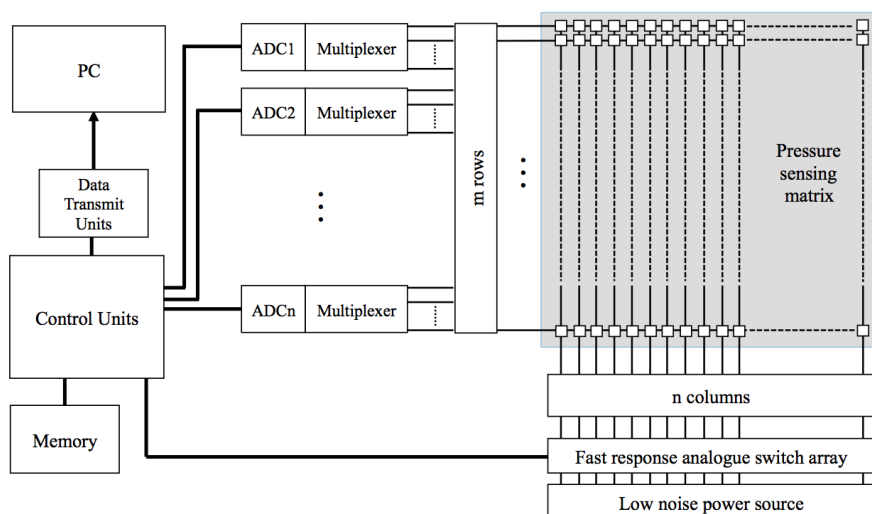 PC
Data
Transmit
Units
Control Units
Memory
ADC1 Multiplexer
ADC2 Multiplexer
ADCn Multiplexer
m rows
Pressure
sensing
matrix
n columns
Fast response analogue switch array
Low noise power source